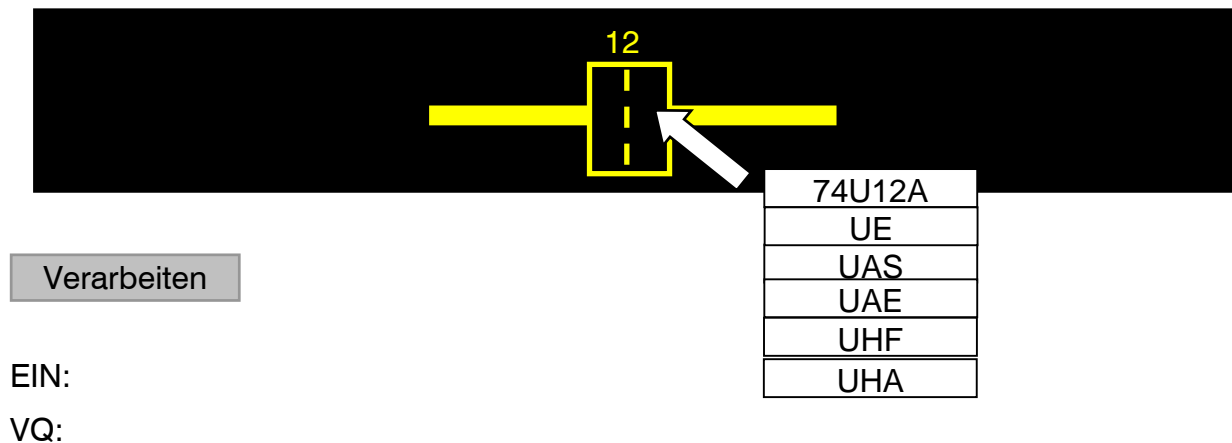 12
74U12A
UE
UAS
UAE
UHF
UHA
Verarbeiten
EIN:
VQ: